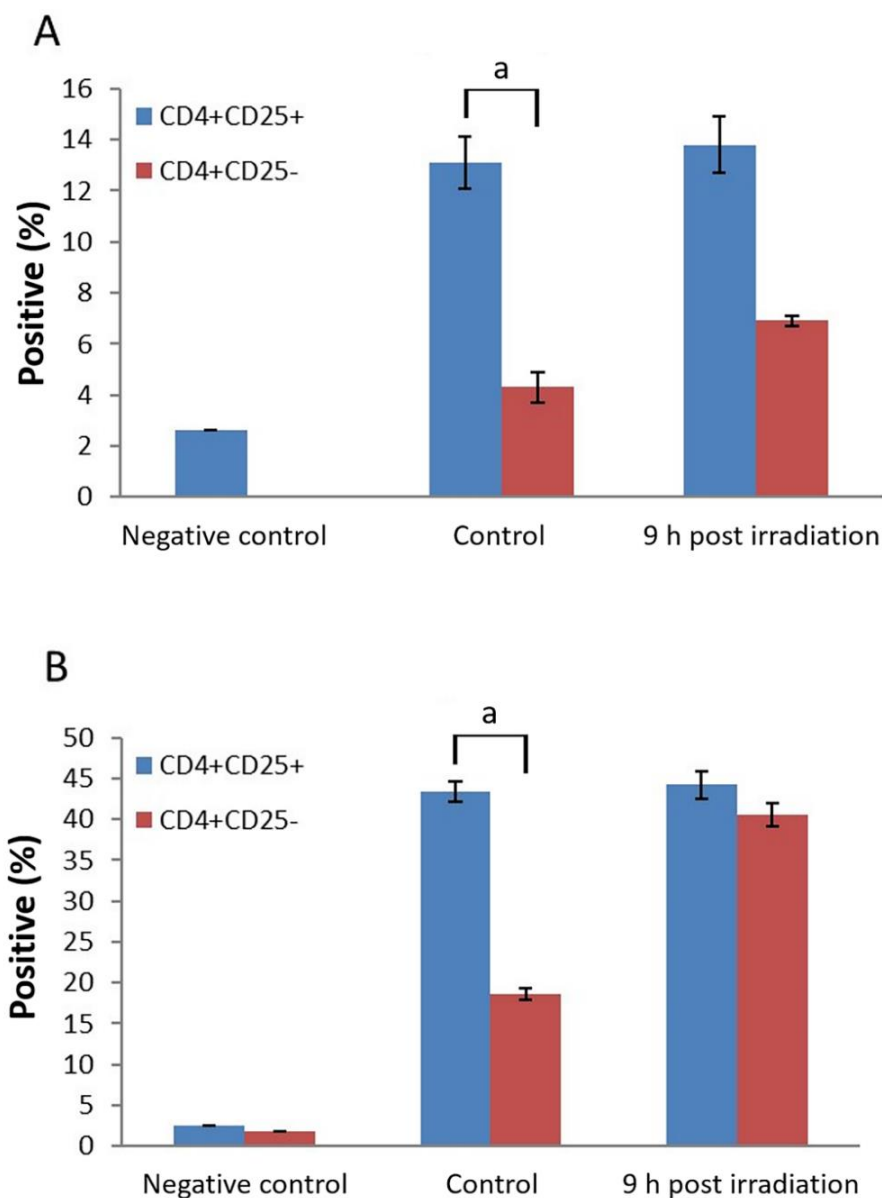 A
a
16
CD4+CD25+
14
CD4+CD25-
12
10
8
6
4
2
0
Positive (%)
Negative control Control 9 h post irradiation
B
a
50
CD4+CD25+
45
CD4+CD25-
40
35
30
25
20
15
10
5
0
Positive (%)
Negative control Control 9 h post irradiation